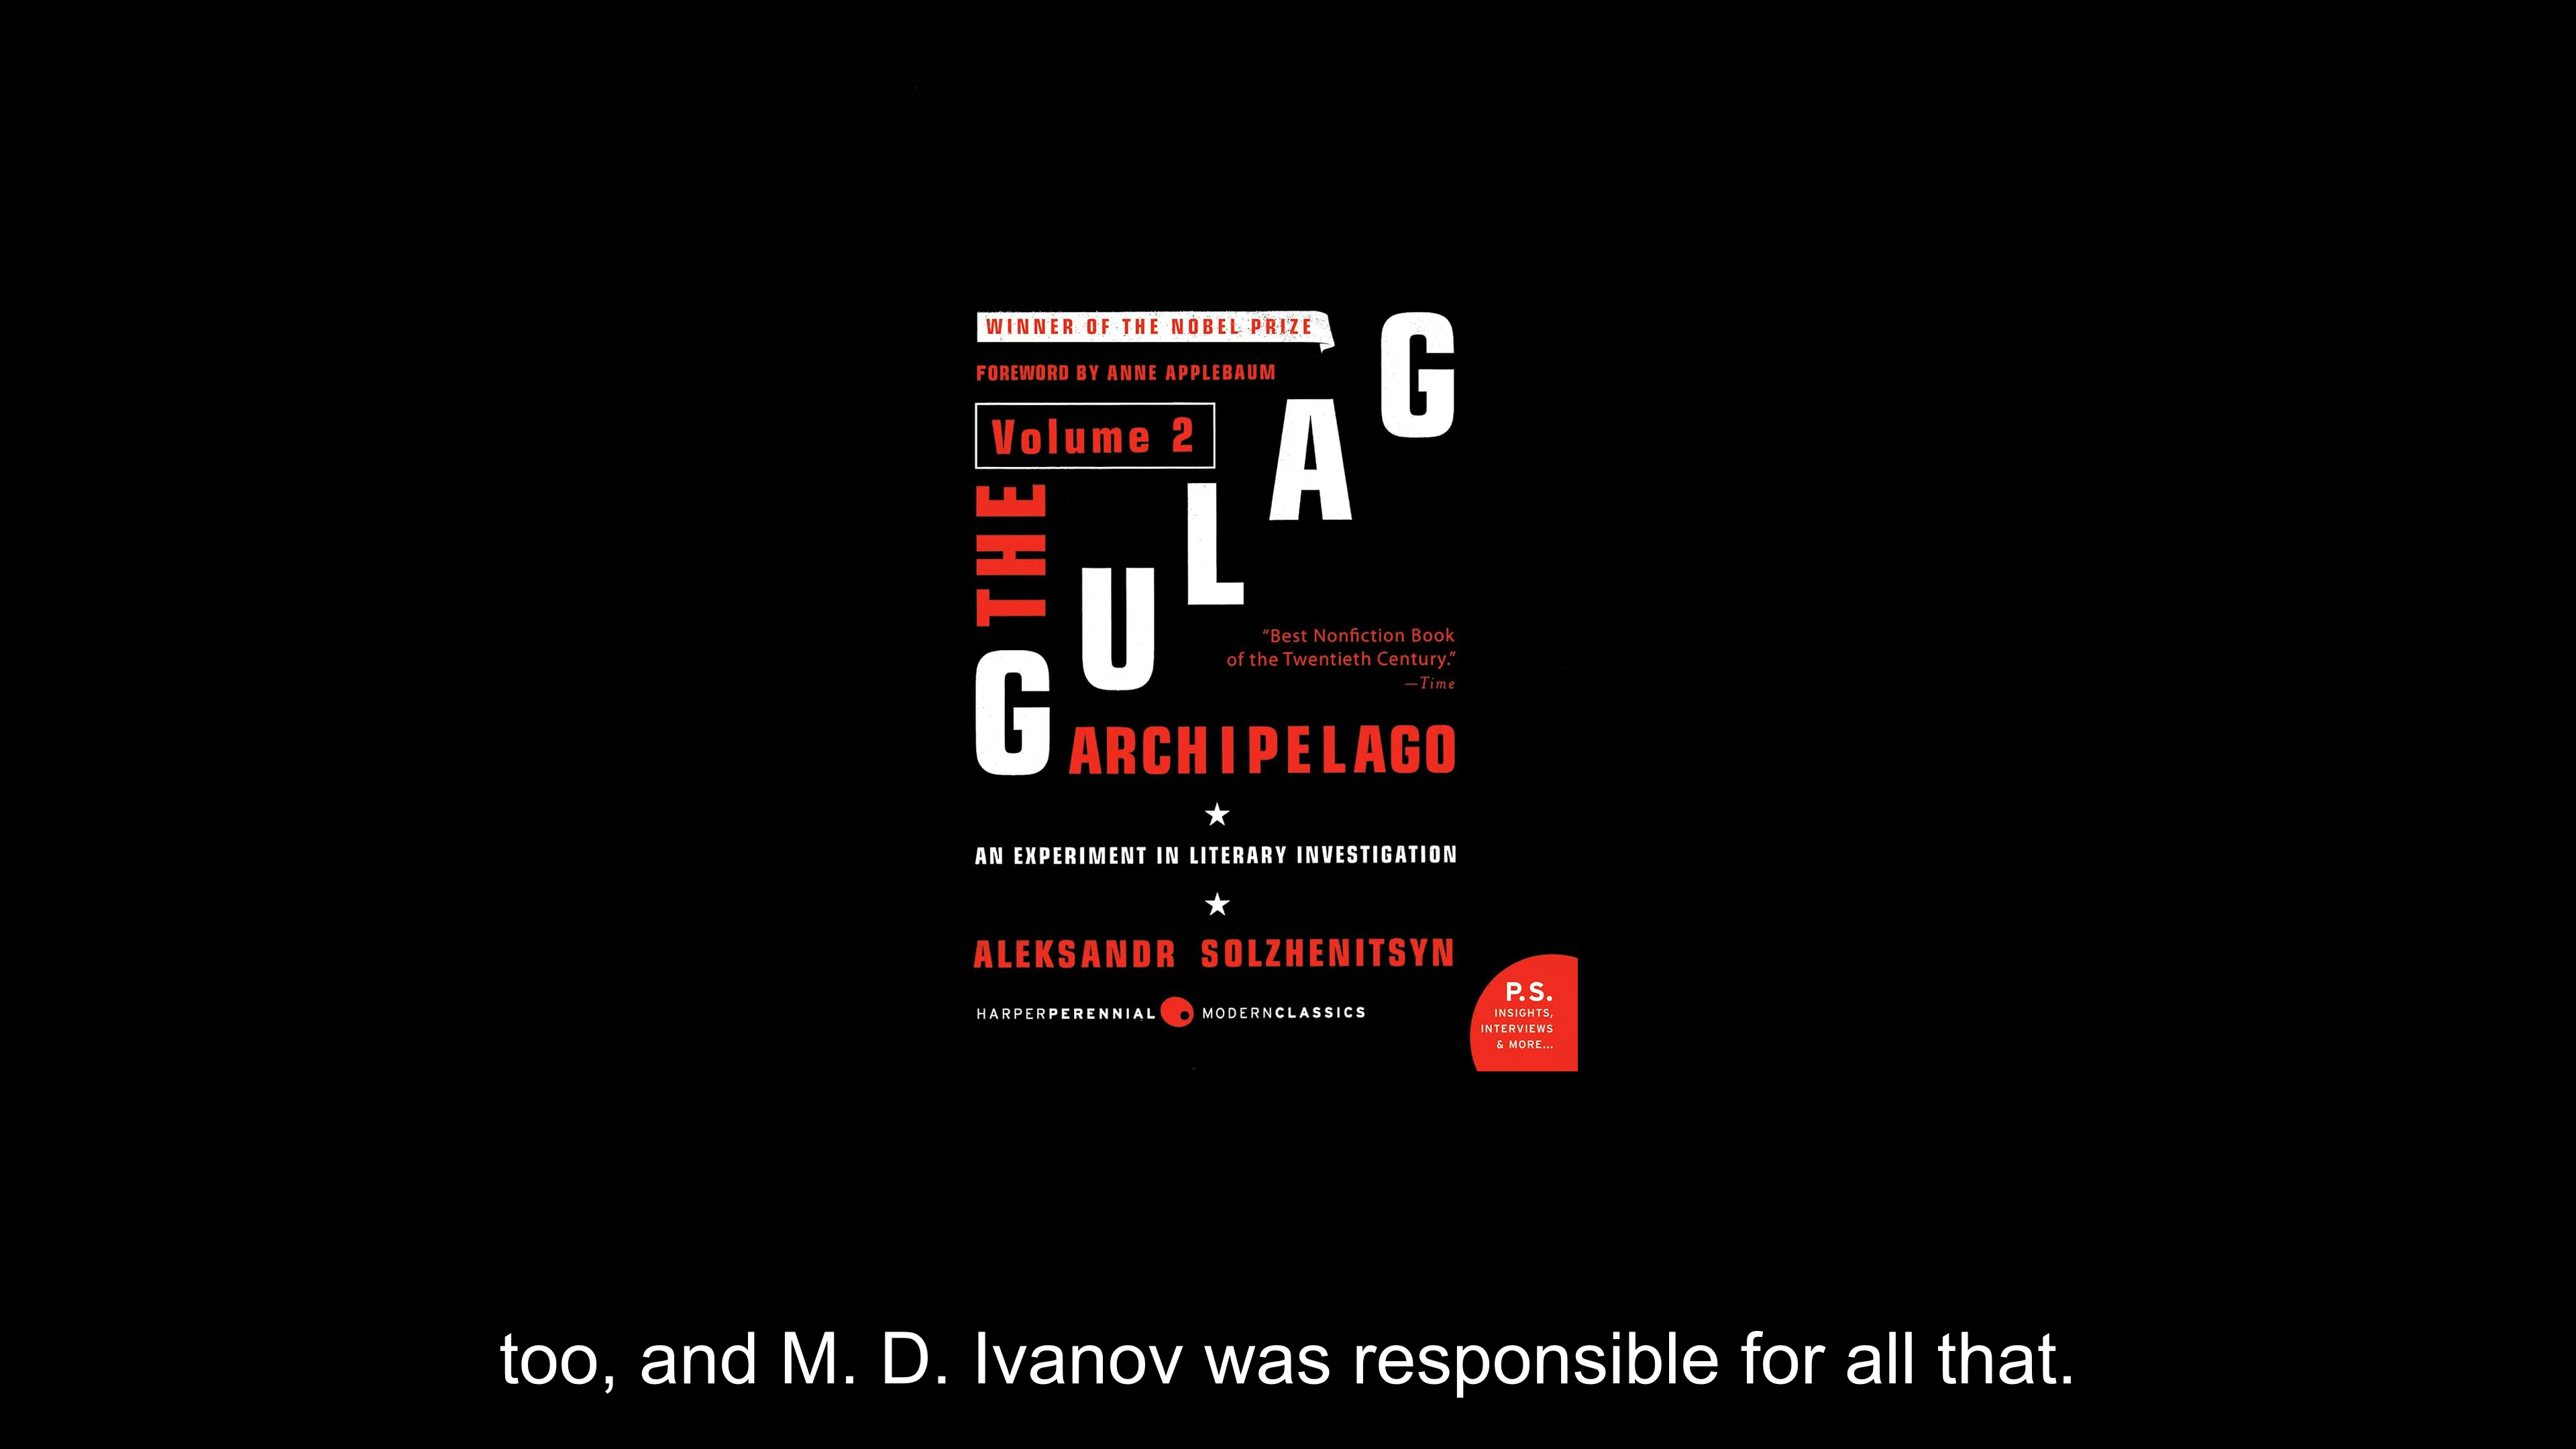 WINNER OF THE NOBEL PRIZE
FOREWORD BY ANNE APPLEBAUM
Volume 2
THE
GULAG
"Best Nonfiction Book
of the Twentieth Century."
—Time
ARCHIPELAGO
AN EXPERIMENT IN LITERARY INVESTIGATION
ALEKSANDR SOLZHENITSYN
HARPERPERENNIAL MODERNCLASSICS
P.S.
INSIGHTS,
INTERVIEWS
& MORE...
too, and M. D. Ivanov was responsible for all that.